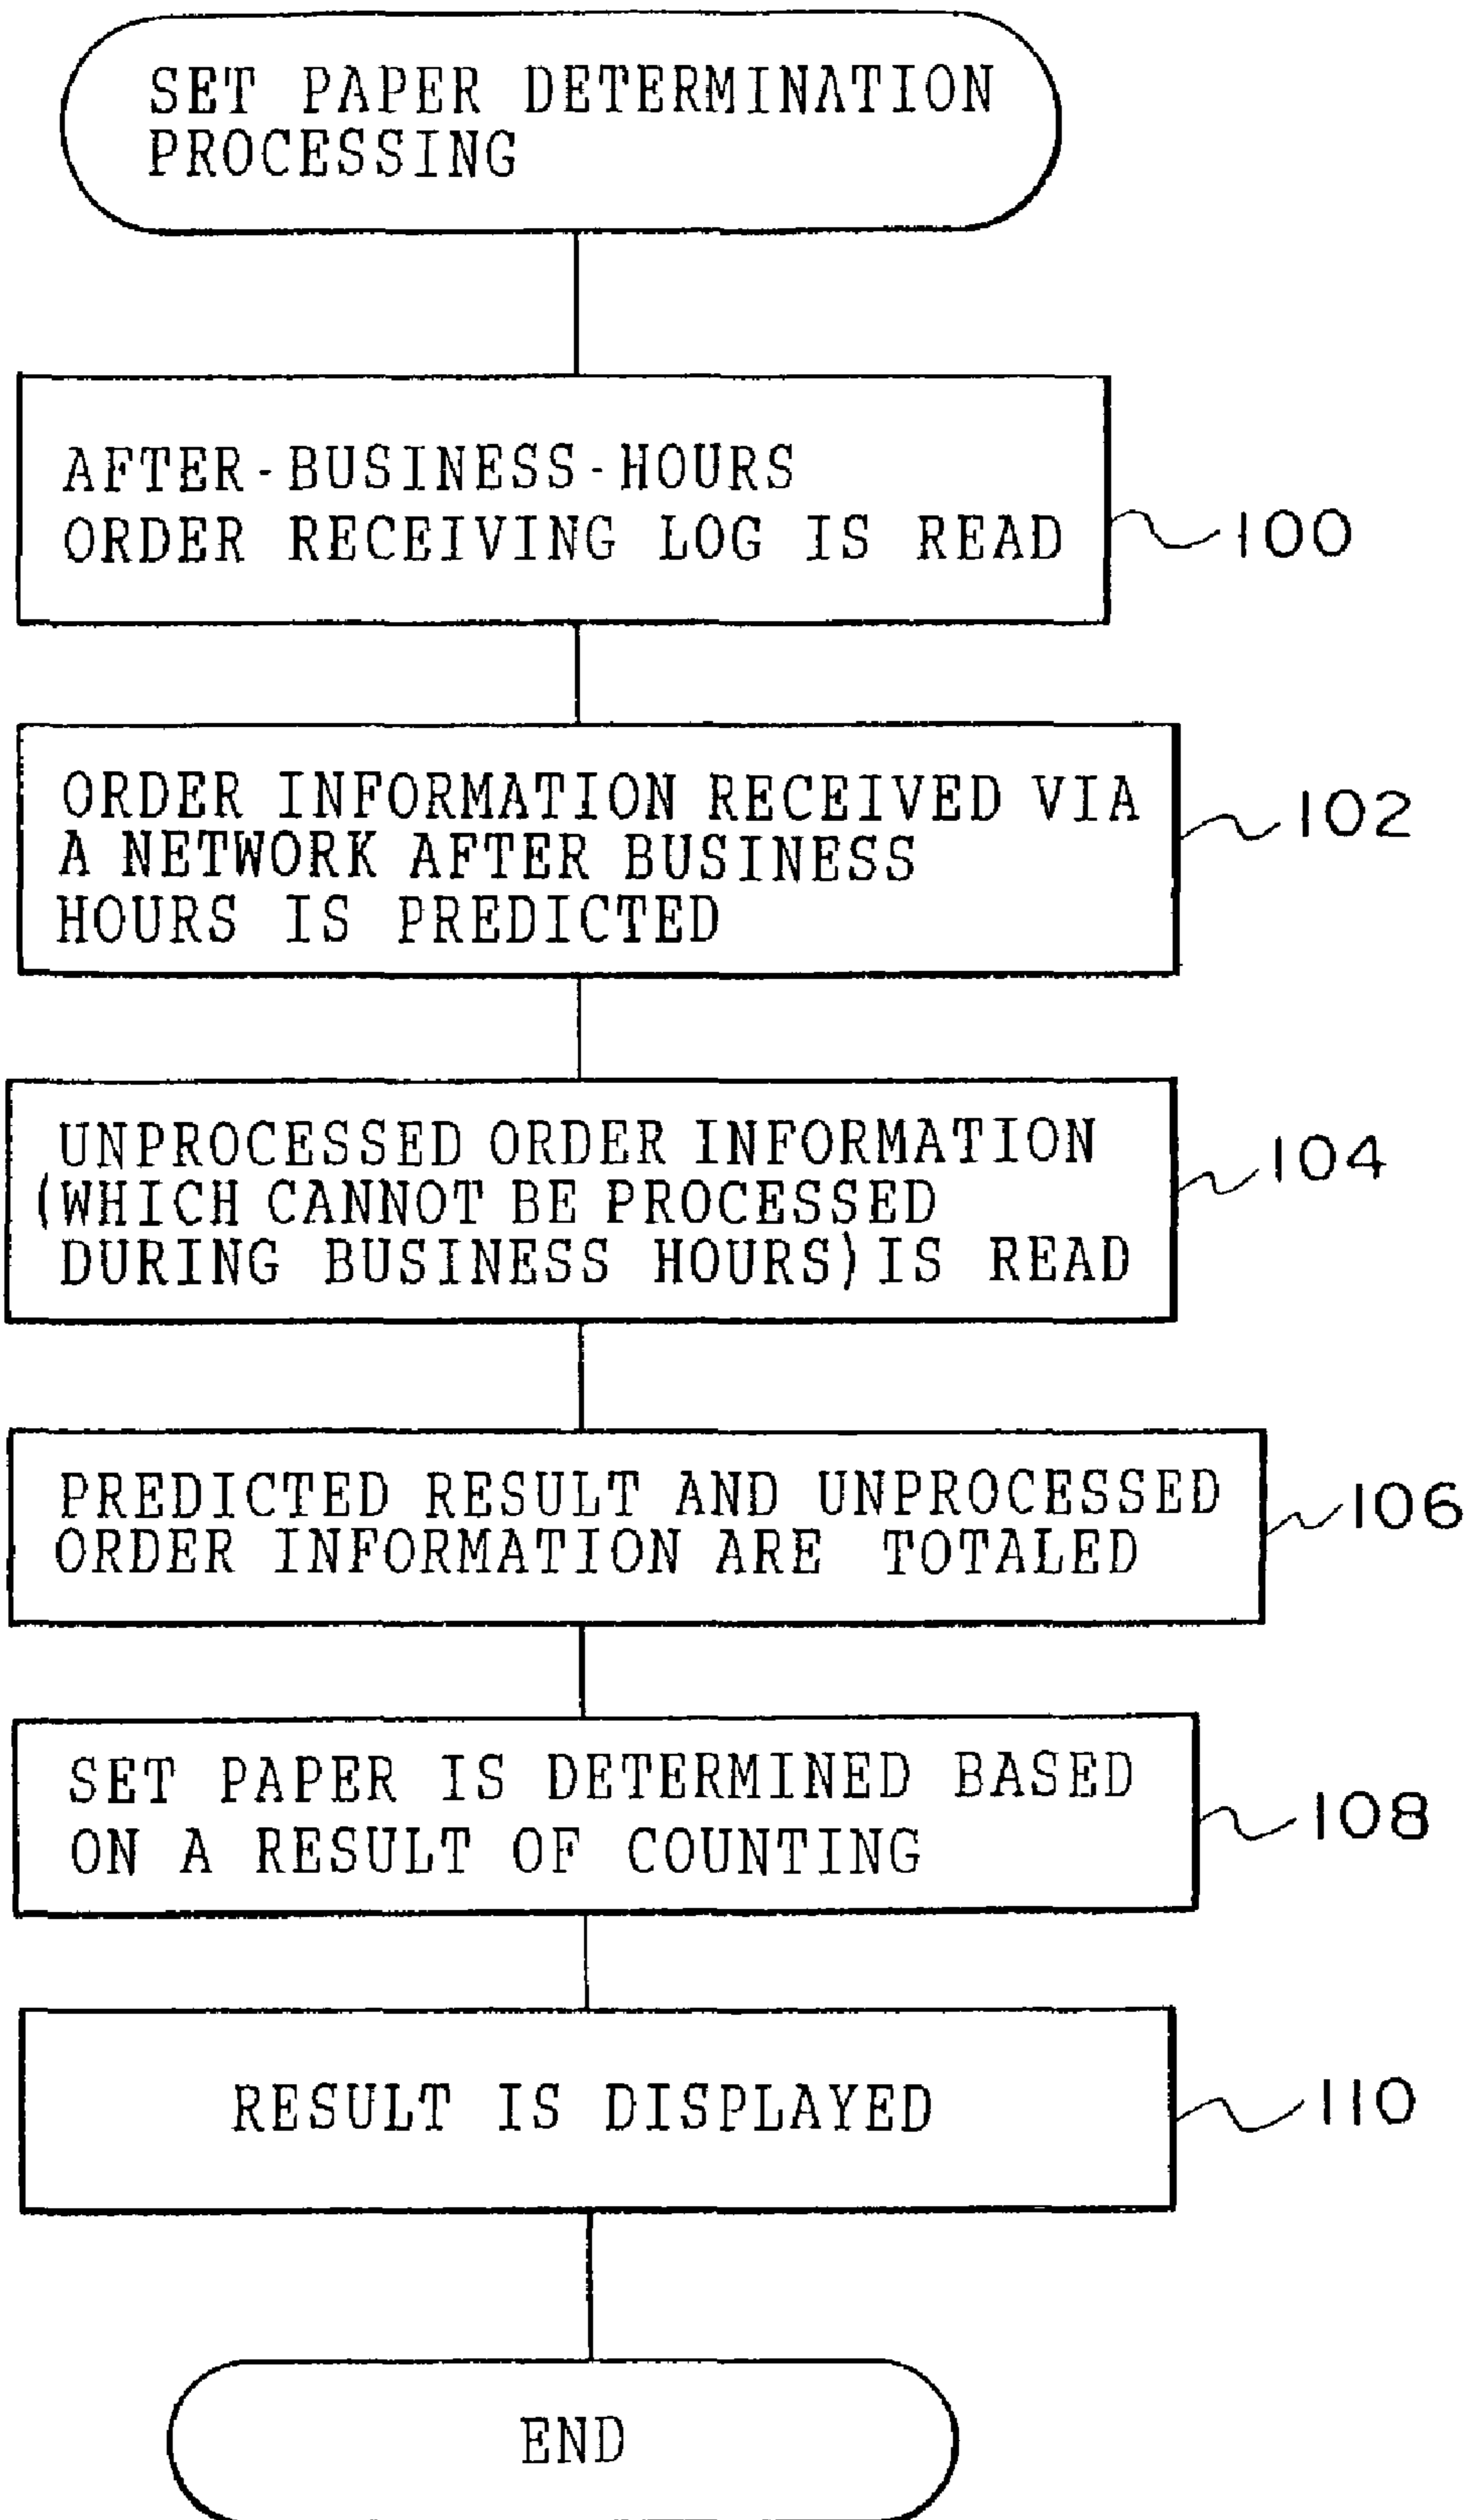 SET PAPER DETERMINATION
PROCESSING
AFTER-BUSINESS-HOURS
ORDER RECEIVING LOG IS READ
100
ORDER INFORMATION RECEIVED VIA
A NETWORK AFTER BUSINESS
HOURS IS PREDICTED
102
UNPROCESSED ORDER INFORMATION
(WHICH CANNOT BE PROCESSED
DURING BUSINESS HOURS) IS READ
104
PREDICTED RESULT AND UNPROCESSED
ORDER INFORMATION ARE TOTALED
106
SET PAPER IS DETERMINED BASED
ON A RESULT OF COUNTING
108
RESULT IS DISPLAYED
110
END